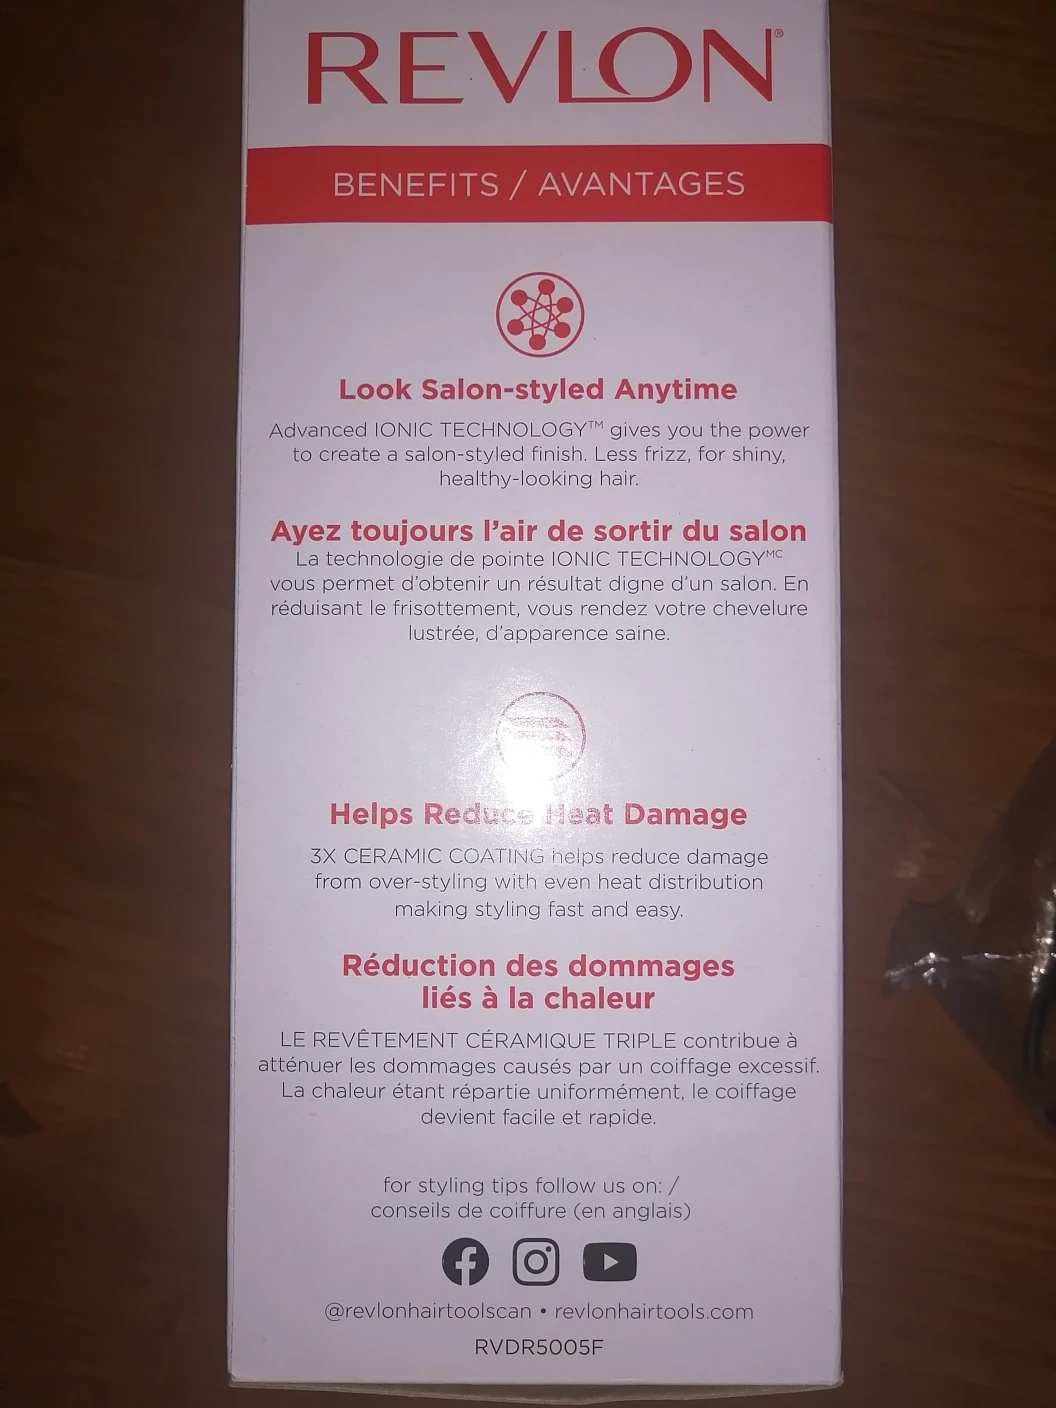 REVLON®
BENEFITS / AVANTAGES
Look Salon-styled Anytime
Advanced IONIC TECHNOLOGY™ gives you the power
to create a salon-styled finish. Less frizz, for shiny,
healthy-looking hair.
Ayez toujours l’air de sortir du salon
La technologie de pointe IONIC TECHNOLOGYᴹᶜ
vous permet d’obtenir un résultat digne d’un salon. En
réduisant le frisottement, vous rendez votre chevelure
lustrée, d’apparence saine.
Helps Reduce Heat Damage
3X CERAMIC COATING helps reduce damage
from over-styling with even heat distribution
making styling fast and easy.
Réduction des dommages
liés à la chaleur
LE REVÊTEMENT CÉRAMIQUE TRIPLE contribue à
atténuer les dommages causés par un coiffage excessif.
La chaleur étant répartie uniformément, le coiffage
devient facile et rapide.
for styling tips follow us on: /
conseils de coiffure (en anglais)
@revlonhairtoolscan • revlonhairtools.com
RVDR5005F